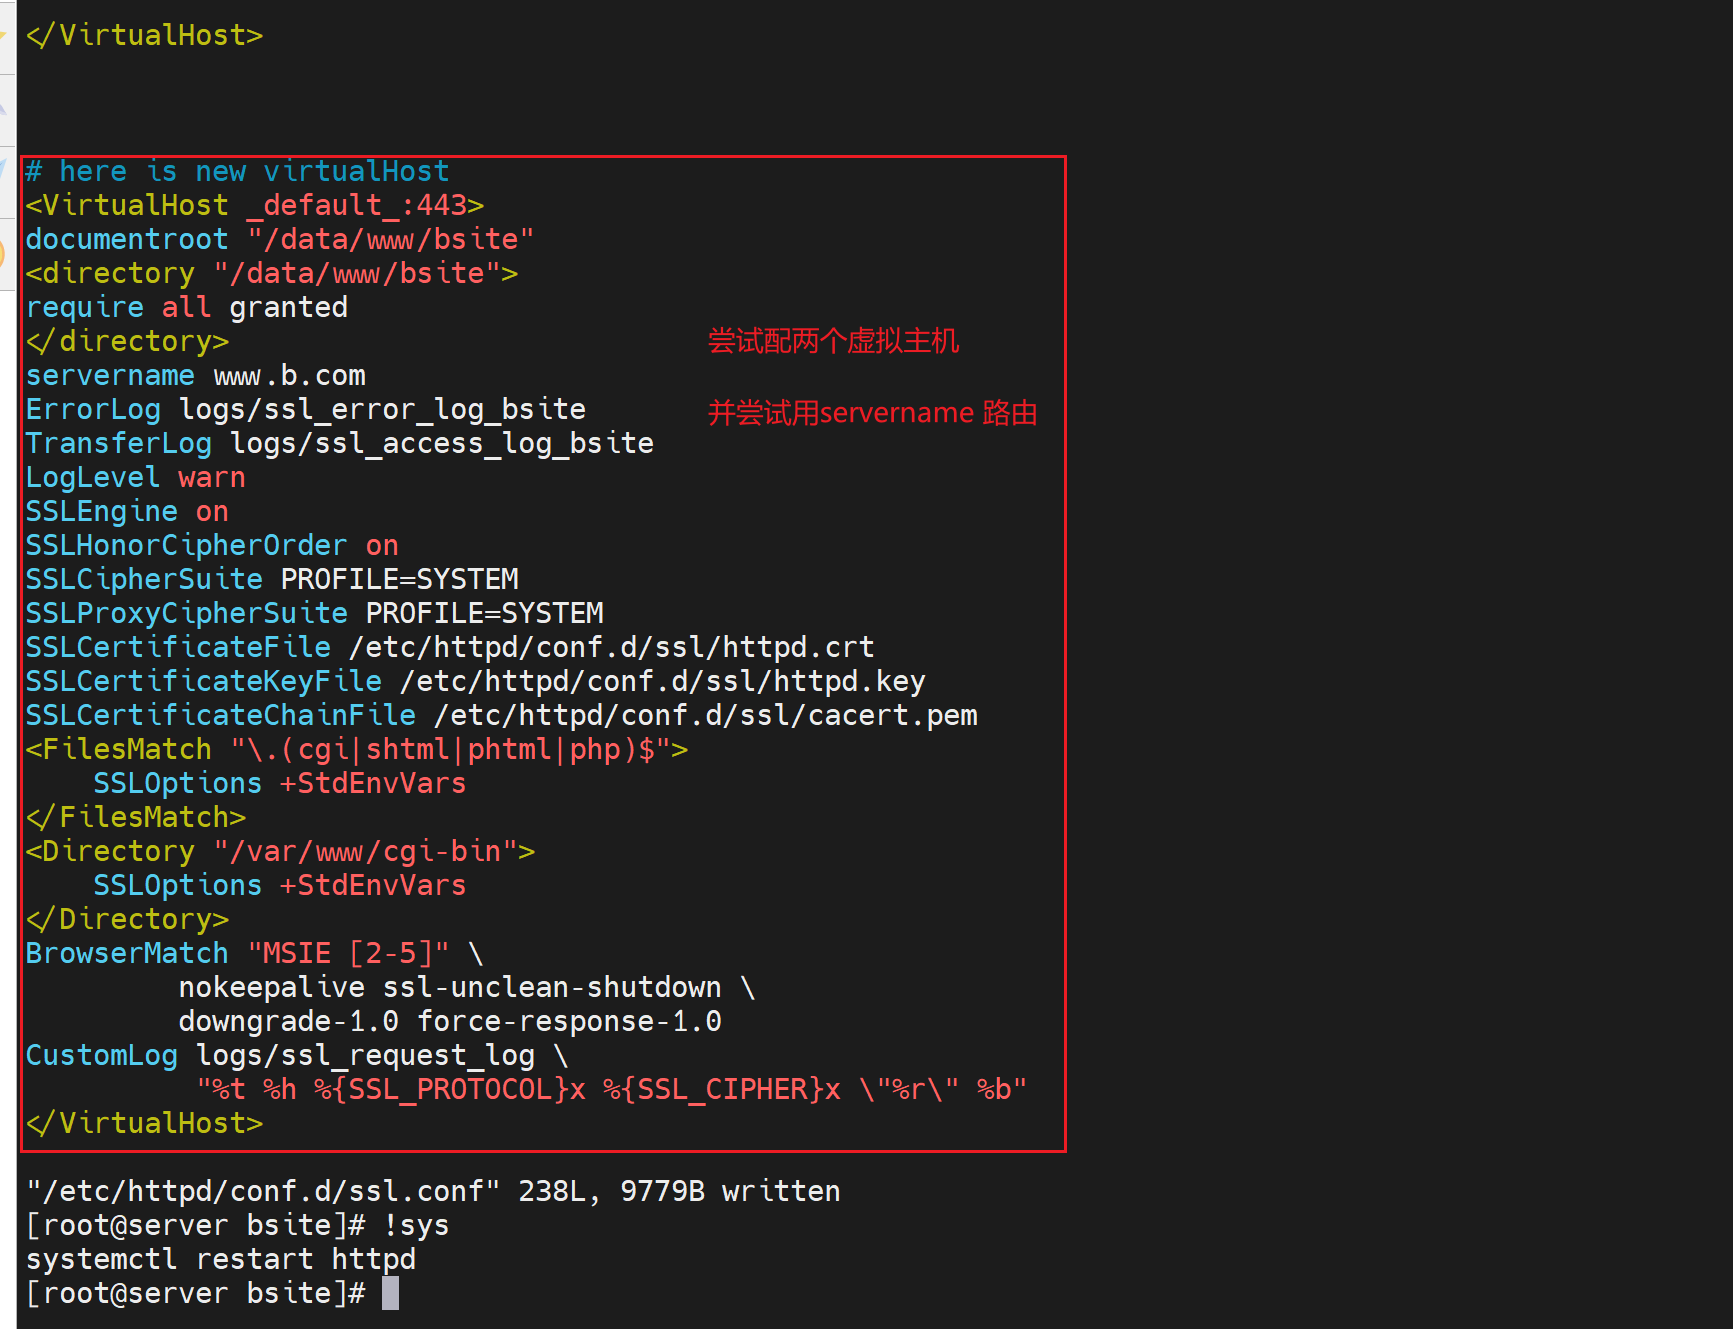 </VirtualHost>
# here is new virtualHost
<VirtualHost _default_:443>
documentroot "/data/www/bsite"
<directory "/data/www/bsite">
require all granted
</directory>
尝试配两个虚拟主机
servername www.b.com
ErrorLog logs/ssl_error_log_bsite
并尝试用servername 路由
TransferLog logs/ssl_access_log_bsite
LogLevel warn
SSLEngine on
SSLHonorCipherOrder on
SSLCipherSuite PROFILE=SYSTEM
SSLProxyCipherSuite PROFILE=SYSTEM
SSLCertificateFile /etc/httpd/conf.d/ssl/httpd.crt
SSLCertificateKeyFile /etc/httpd/conf.d/ssl/httpd.key
SSLCertificateChainFile /etc/httpd/conf.d/ssl/cacert.pem
<FilesMatch "\.(cgi|shtml|phtml|php)$">
    SSLOptions +StdEnvVars
</FilesMatch>
<Directory "/var/www/cgi-bin">
    SSLOptions +StdEnvVars
</Directory>
BrowserMatch "MSIE [2-5]" \
         nokeepalive ssl-unclean-shutdown \
         downgrade-1.0 force-response-1.0
CustomLog logs/ssl_request_log \
          "%t %h %{SSL_PROTOCOL}x %{SSL_CIPHER}x \"%r\" %b"
</VirtualHost>
"/etc/httpd/conf.d/ssl.conf" 238L, 9779B written
[root@server bsite]# !sys
systemctl restart httpd
[root@server bsite]#